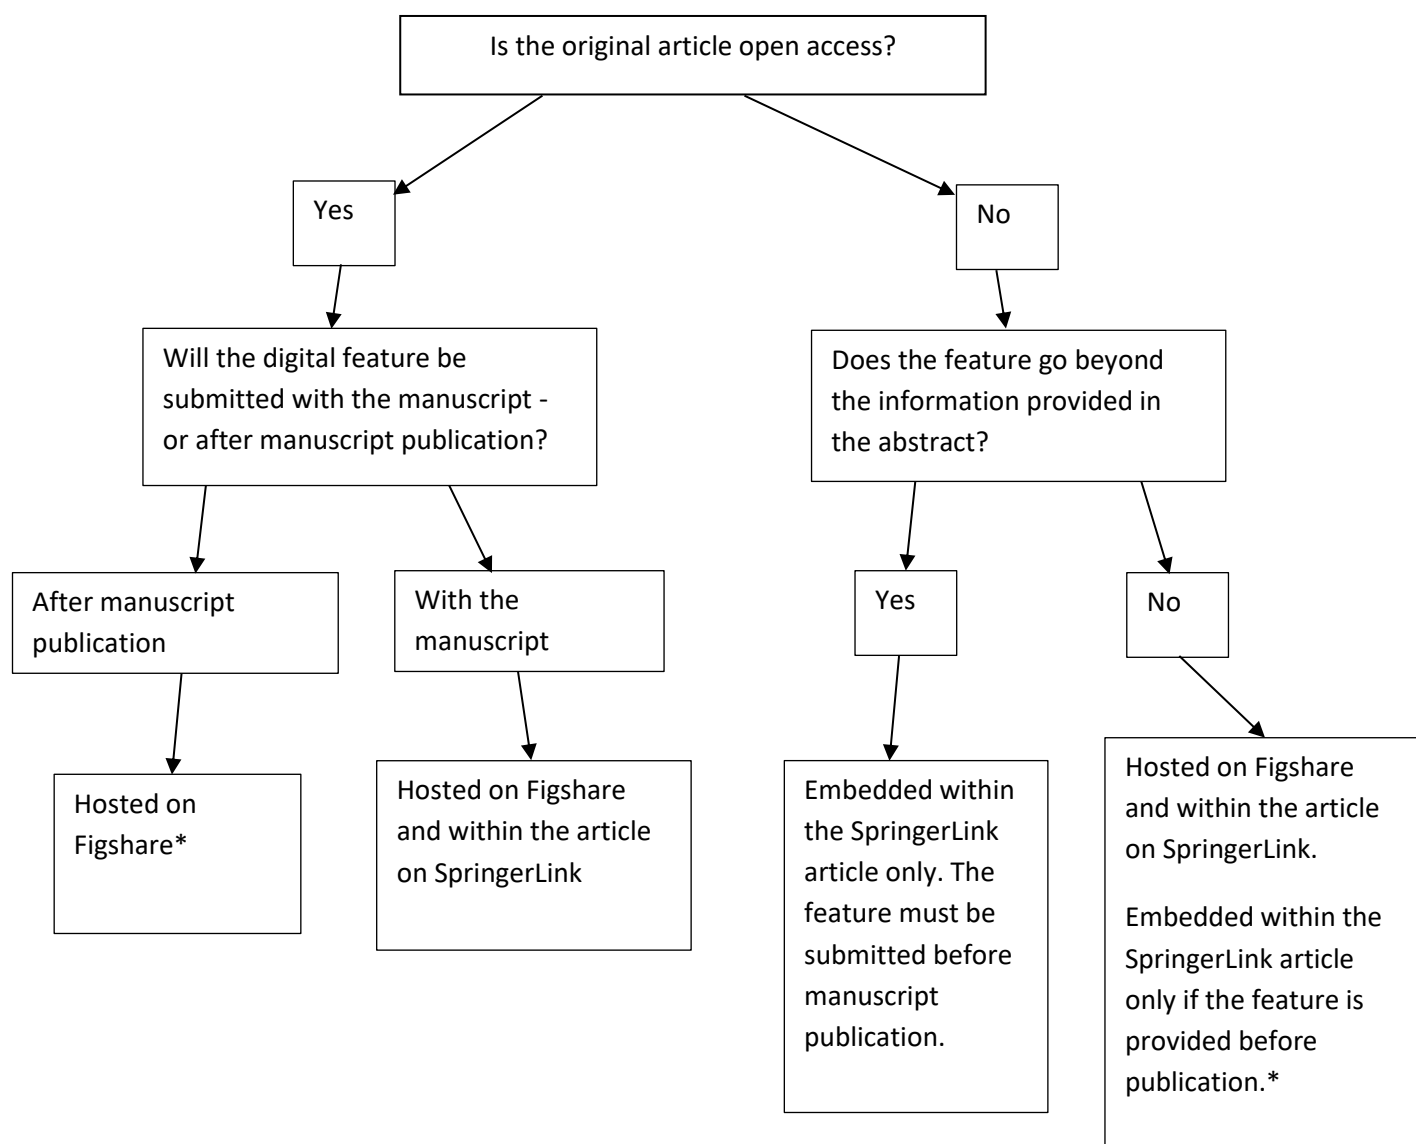 Is the original article open access?
Yes
No
Will the digital feature be
submitted with the manuscript -
or after manuscript publication?
Does the feature go beyond
the information provided in
the abstract?
After manuscript
publication
With the
manuscript
Yes
No
Hosted on
Figshare*
Hosted on Figshare
and within the article
on SpringerLink
Embedded within
the SpringerLink
article only. The
feature must be
submitted before
manuscript
publication.
Hosted on Figshare
and within the article
on SpringerLink.
Embedded within the
SpringerLink article
only if the feature is
provided before
publication.*